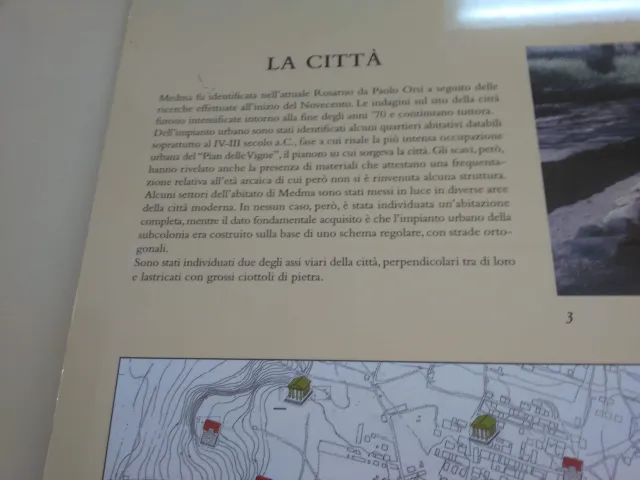 LA CITTÀ
Medma fu identificata nell'attuale Rosarno da Paolo Orsi a seguito delle
ricerche effettuate all'inizio del Novecento. Le indagini sul sito della città
furono intensificate intorno alla fine degli anni '70 e continuano tuttora.
Dell'impianto urbano sono stati identificati alcuni quartieri abitativi databili
soprattutto al IV-III secolo a.C., fase a cui risale la più intensa occupazione
urbana del "Pian delle Vigne", il pianoro su cui sorgeva la città. Gli scavi, però,
hanno rivelato anche la presenza di materiali che attestano una frequenta-
zione relativa all'età arcaica di cui però non si è rinvenuta alcuna struttura.
Alcuni settori dell'abitato di Medma sono stati messi in luce in diverse aree
della città moderna. In nessun caso, però, è stata individuata un'abitazione
completa, mentre il dato fondamentale acquisito è che l'impianto urbano della
subcolonia era costruito sulla base di uno schema regolare, con strade orto-
gonali.
Sono stati individuati due degli assi viari della città, perpendicolari tra di loro
e lastricati con grossi ciottoli di pietra.
3